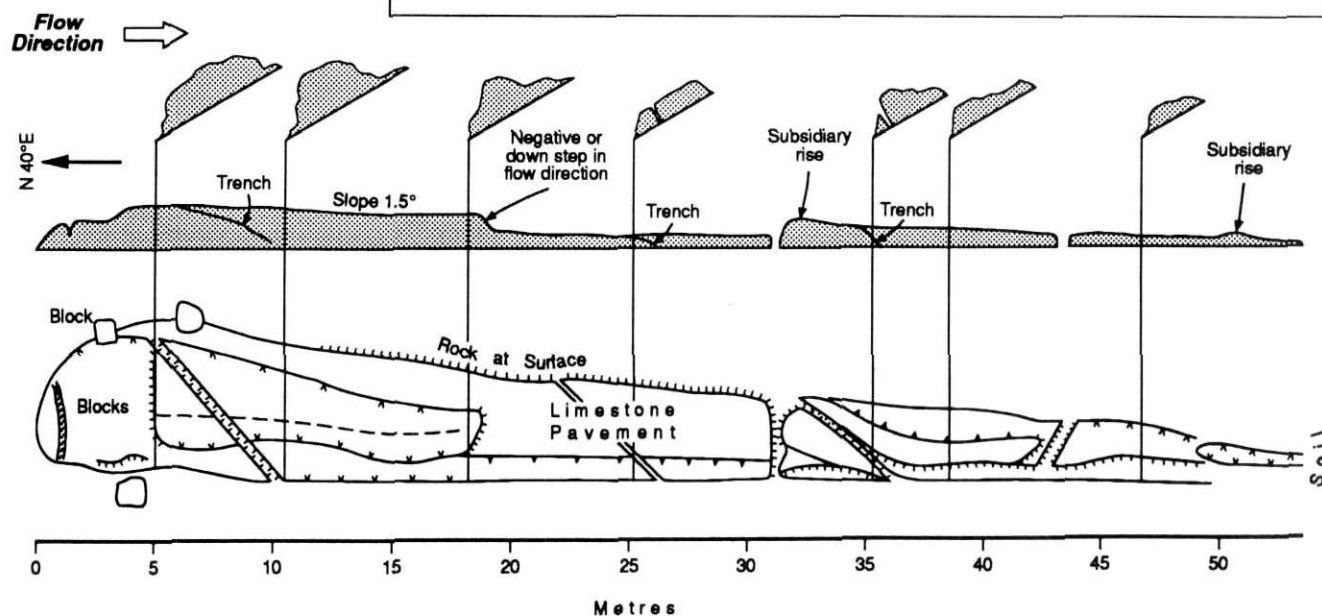 Flow
Direction
N 40°E
Trench
Slope 1.5°
Negative or
down step in
flow direction
Trench
Subsidiary
rise
Trench
Subsidiary
rise
Block
Blocks
Rock at Surface
Limestone
Pavement
0 5 10 15 20 25 30 35 40 45 50
Metres